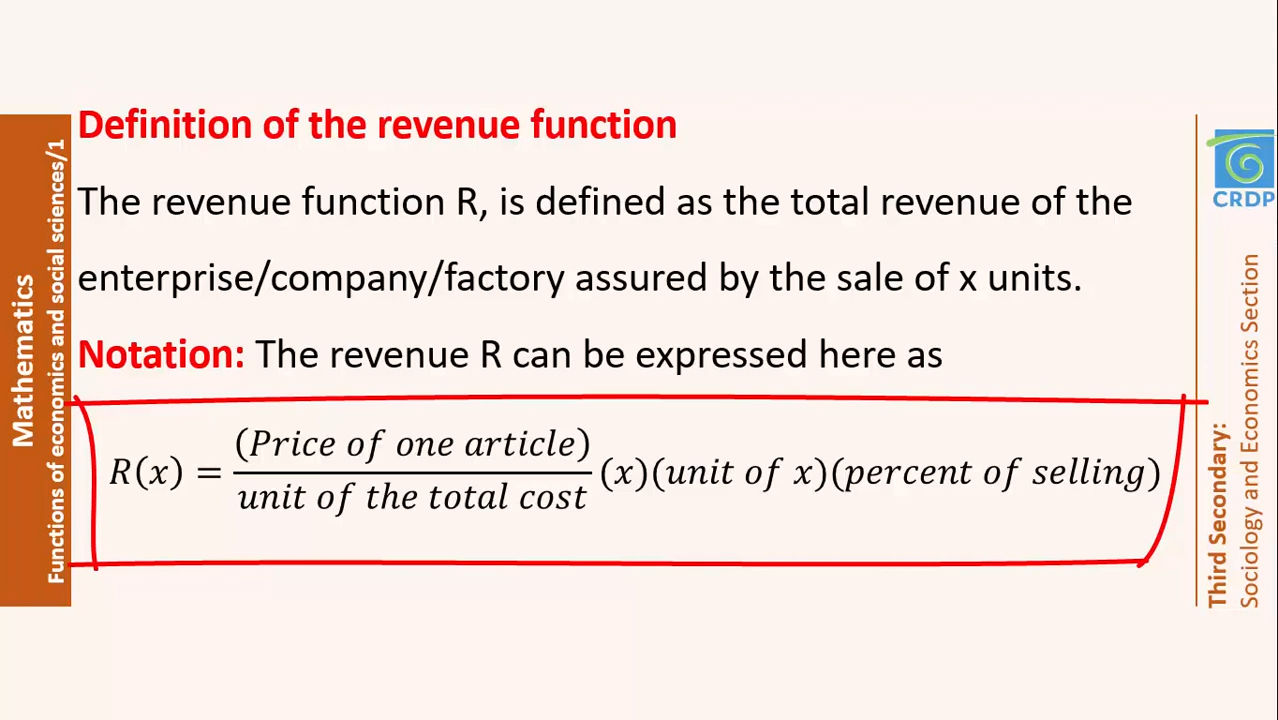 Mathematics
Functions of economics and social sciences/1
Definition of the revenue function
The revenue function R, is defined as the total revenue of the
enterprise/company/factory assured by the sale of x units.
Notation: The revenue R can be expressed here as
R(x) = (Price of one article) / unit of the total cost (x)(unit of x)(percent of selling)
CRDP
Third Secondary:
Sociology and Economics Section